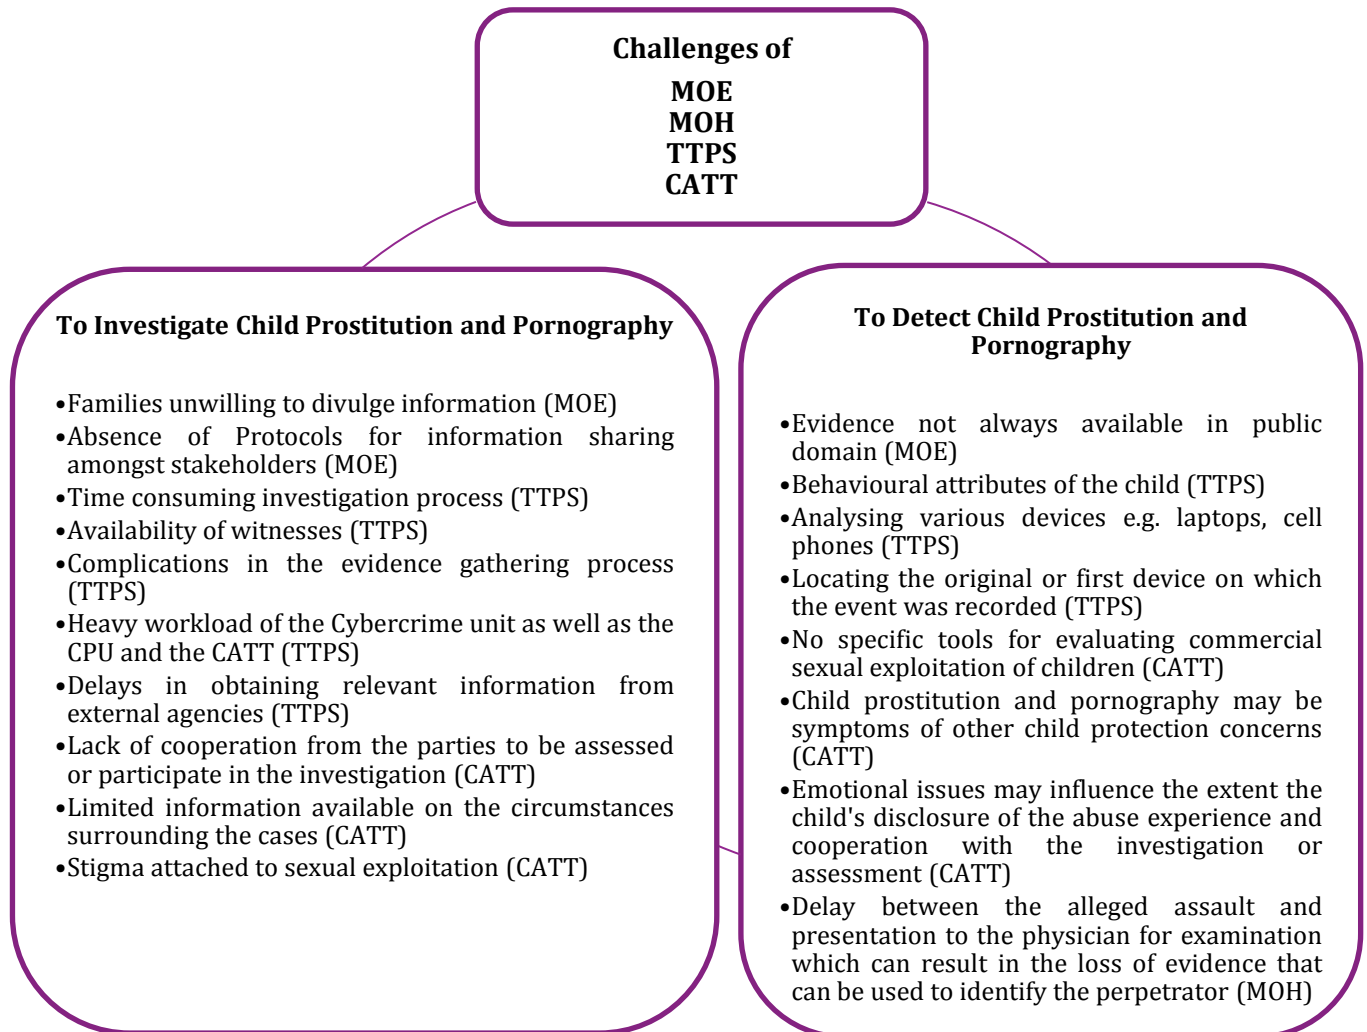 Challenges of
MOE
MOH
TTPS
CATT
To Investigate Child Prostitution and Pornography
•Families unwilling to divulge information (MOE)
•Absence of Protocols for information sharing
amongst stakeholders (MOE)
•Time consuming investigation process (TTPS)
•Availability of witnesses (TTPS)
•Complications in the evidence gathering process
(TTPS)
•Heavy workload of the Cybercrime unit as well as the
CPU and the CATT (TTPS)
•Delays in obtaining relevant information from
external agencies (TTPS)
•Lack of cooperation from the parties to be assessed
or participate in the investigation (CATT)
•Limited information available on the circumstances
surrounding the cases (CATT)
•Stigma attached to sexual exploitation (CATT)
To Detect Child Prostitution and
Pornography
•Evidence not always available in public
domain (MOE)
•Behavioural attributes of the child (TTPS)
•Analysing various devices e.g. laptops, cell
phones (TTPS)
•Locating the original or first device on which
the event was recorded (TTPS)
•No specific tools for evaluating commercial
sexual exploitation of children (CATT)
•Child prostitution and pornography may be
symptoms of other child protection concerns
(CATT)
•Emotional issues may influence the extent the
child's disclosure of the abuse experience and
cooperation with the investigation or
assessment (CATT)
•Delay between the alleged assault and
presentation to the physician for examination
which can result in the loss of evidence that
can be used to identify the perpetrator (MOH)